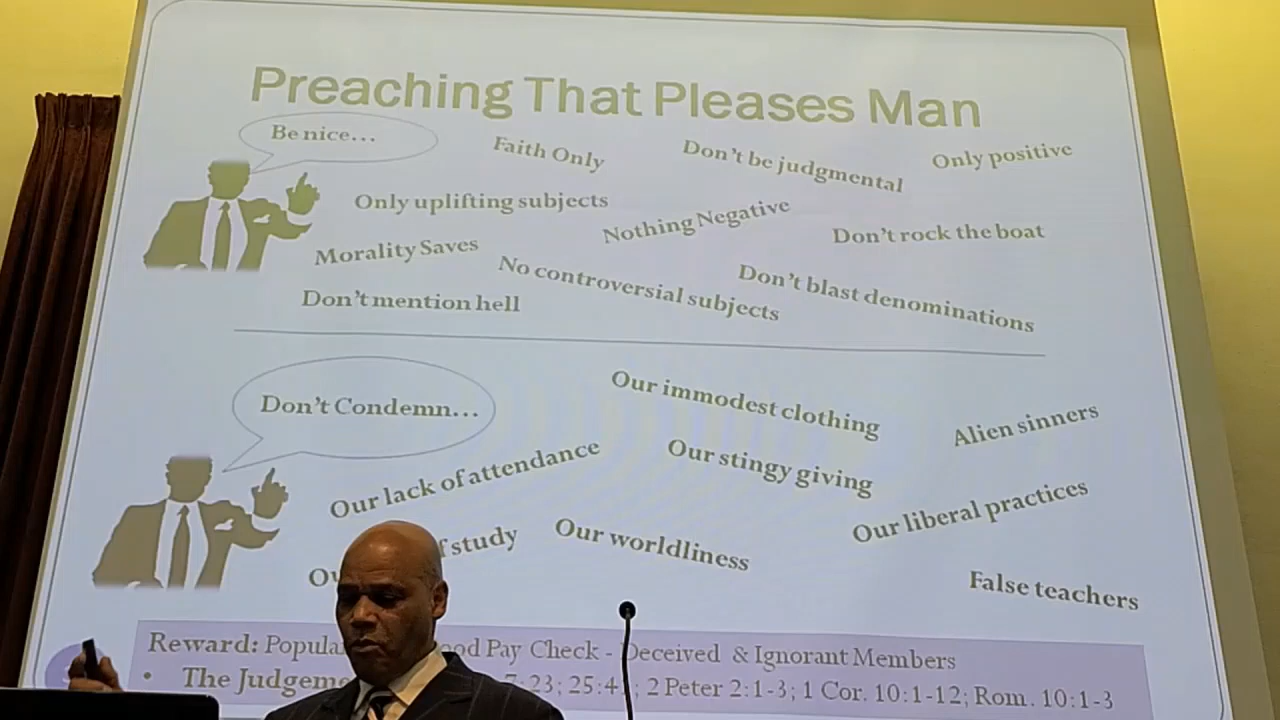 Preaching That Pleases Man
Be nice...
Faith Only
Don't be judgmental
Only positive
Only uplifting subjects
Nothing Negative
Don't rock the boat
Morality Saves
No controversial subjects
Don't blast denominations
Don't mention hell
Don't Condemn...
Our immodest clothing
Alien sinners
Our lack of attendance
Our stingy giving
Our liberal practices
study
Our worldliness
False teachers
Reward: Pay Check - Deceived & Ignorant Members
• The 23; 25:4 ; 2 Peter 2:1-3; 1 Cor. 10:1-12; Rom. 10:1-3